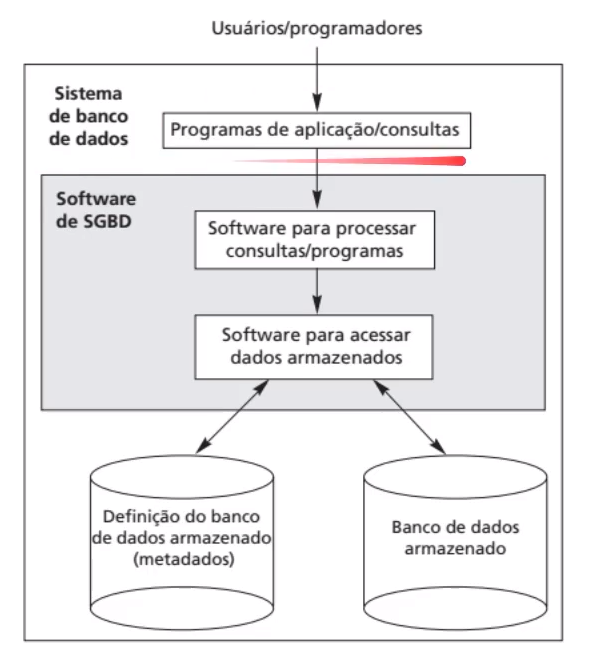 Usuários/programadores
Sistema
de banco
de dados
Programas de aplicação/consultas
Software
de SGBD
Software para processar
consultas/programas
Software para acessar
dados armazenados
Definição do banco
de dados armazenado
(metadados)
Banco de dados
armazenado